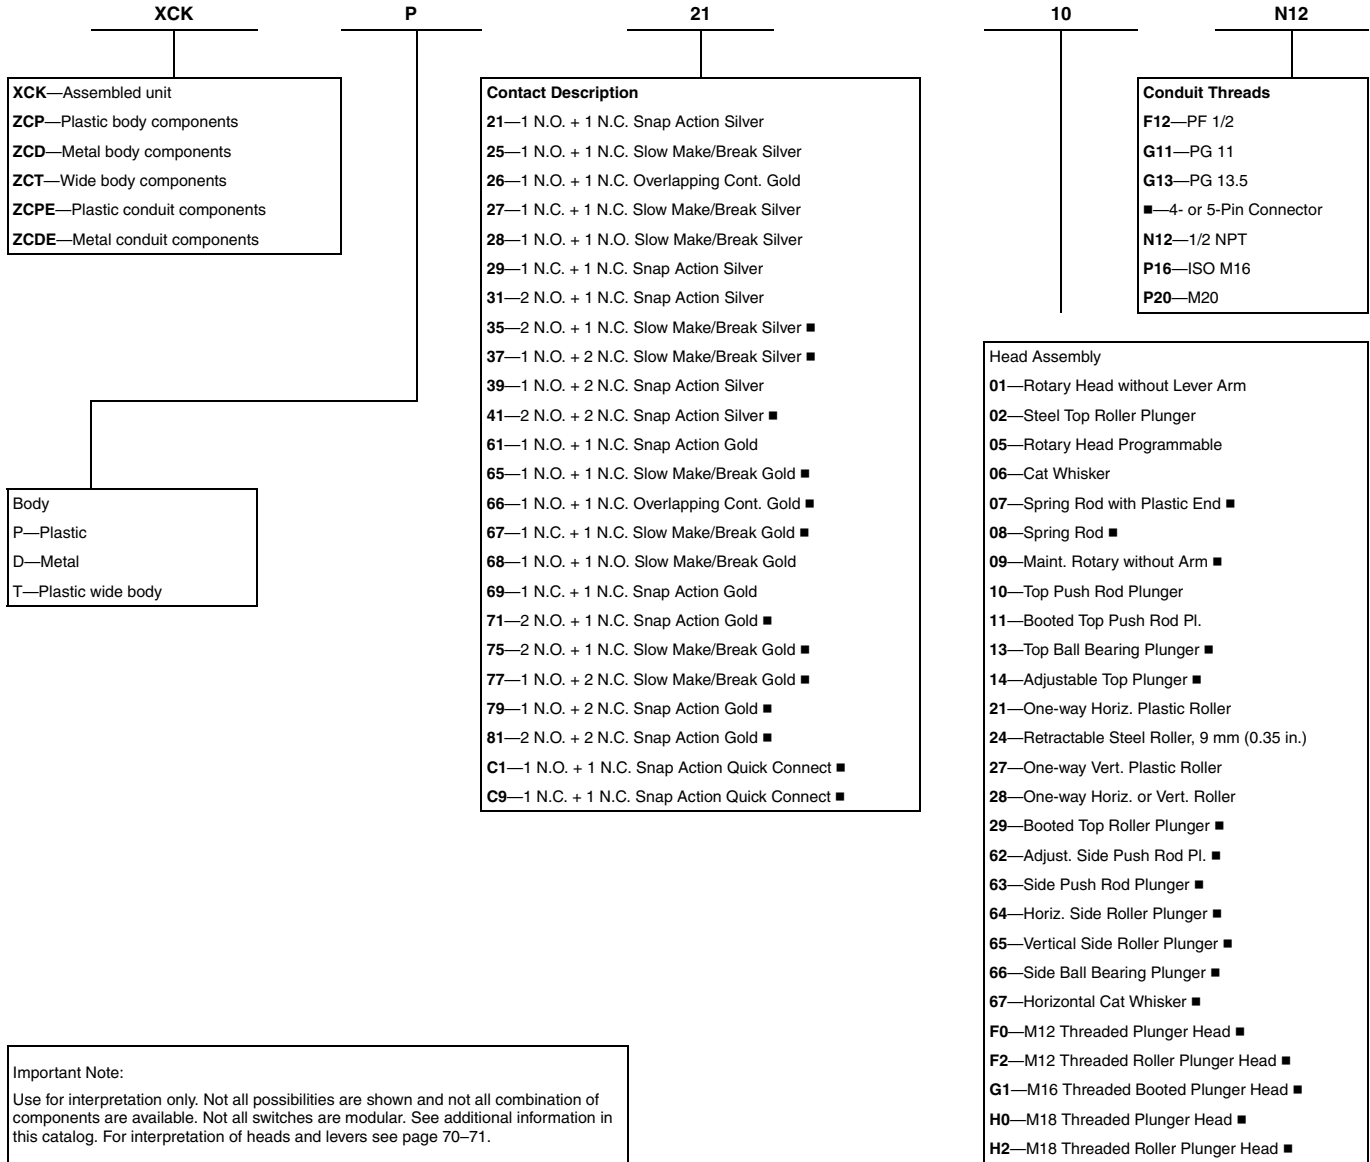 XCK P 21 10 N12
XCK—Assembled unit
ZCP—Plastic body components
ZCD—Metal body components
ZCT—Wide body components
ZCPE—Plastic conduit components
ZCDE—Metal conduit components
Body
P—Plastic
D—Metal
T—Plastic wide body
Contact Description
21—1 N.O. + 1 N.C. Snap Action Silver
25—1 N.O. + 1 N.C. Slow Make/Break Silver
26—1 N.O. + 1 N.C. Overlapping Cont. Gold
27—1 N.C. + 1 N.C. Slow Make/Break Silver
28—1 N.O. + 1 N.O. Slow Make/Break Silver
29—1 N.C. + 1 N.C. Snap Action Silver
31—2 N.O. + 1 N.C. Snap Action Silver
35—2 N.O. + 1 N.C. Slow Make/Break Silver ■
37—1 N.O. + 2 N.C. Slow Make/Break Silver ■
39—1 N.O. + 2 N.C. Snap Action Silver
41—2 N.O. + 2 N.C. Snap Action Silver ■
61—1 N.O. + 1 N.C. Snap Action Gold
65—1 N.O. + 1 N.C. Slow Make/Break Gold ■
66—1 N.O. + 1 N.C. Overlapping Cont. Gold ■
67—1 N.C. + 1 N.C. Slow Make/Break Gold ■
68—1 N.O. + 1 N.O. Slow Make/Break Gold
69—1 N.C. + 1 N.C. Snap Action Gold
71—2 N.O. + 1 N.C. Snap Action Gold ■
75—2 N.O. + 1 N.C. Slow Make/Break Gold ■
77—1 N.O. + 2 N.C. Slow Make/Break Gold ■
79—1 N.O. + 2 N.C. Snap Action Gold ■
81—2 N.O. + 2 N.C. Snap Action Gold ■
C1—1 N.O. + 1 N.C. Snap Action Quick Connect ■
C9—1 N.C. + 1 N.C. Snap Action Quick Connect ■
Conduit Threads
F12—PF 1/2
G11—PG 11
G13—PG 13.5
■—4- or 5-Pin Connector
N12—1/2 NPT
P16—ISO M16
P20—M20
Head Assembly
01—Rotary Head without Lever Arm
02—Steel Top Roller Plunger
05—Rotary Head Programmable
06—Cat Whisker
07—Spring Rod with Plastic End ■
08—Spring Rod ■
09—Maint. Rotary without Arm ■
10—Top Push Rod Plunger
11—Booted Top Push Rod Pl.
13—Top Ball Bearing Plunger ■
14—Adjustable Top Plunger ■
21—One-way Horiz. Plastic Roller
24—Retractable Steel Roller, 9 mm (0.35 in.)
27—One-way Vert. Plastic Roller
28—One-way Horiz. or Vert. Roller
29—Booted Top Roller Plunger ■
62—Adjust. Side Push Rod Pl. ■
63—Side Push Rod Plunger ■
64—Horiz. Side Roller Plunger ■
65—Vertical Side Roller Plunger ■
66—Side Ball Bearing Plunger ■
67—Horizontal Cat Whisker ■
F0—M12 Threaded Plunger Head ■
F2—M12 Threaded Roller Plunger Head ■
G1—M16 Threaded Booted Plunger Head ■
H0—M18 Threaded Plunger Head ■
H2—M18 Threaded Roller Plunger Head ■
Important Note:
Use for interpretation only. Not all possibilities are shown and not all combination of
components are available. Not all switches are modular. See additional information in
this catalog. For interpretation of heads and levers see page 70–71.